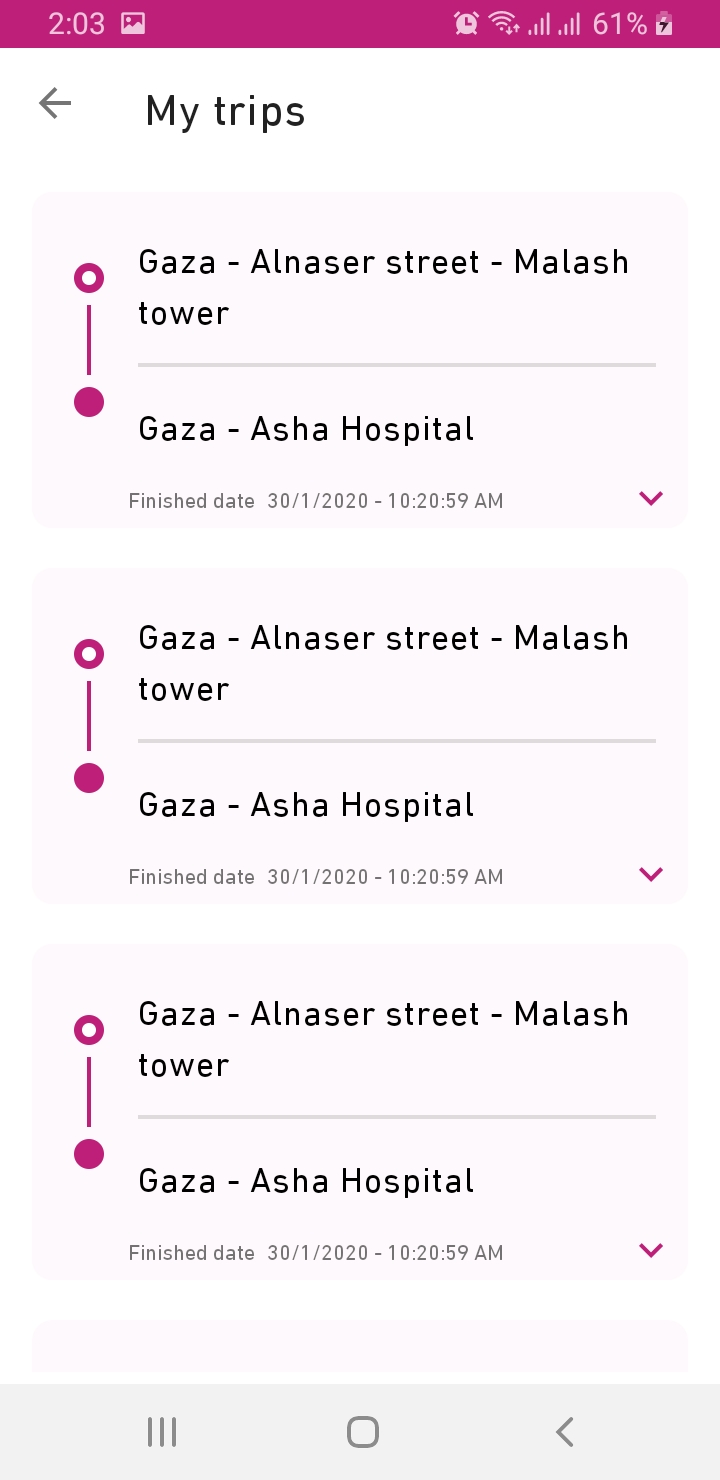 2:03 61%
My trips
Gaza - Alnaser street - Malash
tower
Gaza - Asha Hospital
Finished date 30/1/2020 - 10:20:59 AM
Gaza - Alnaser street - Malash
tower
Gaza - Asha Hospital
Finished date 30/1/2020 - 10:20:59 AM
Gaza - Alnaser street - Malash
tower
Gaza - Asha Hospital
Finished date 30/1/2020 - 10:20:59 AM